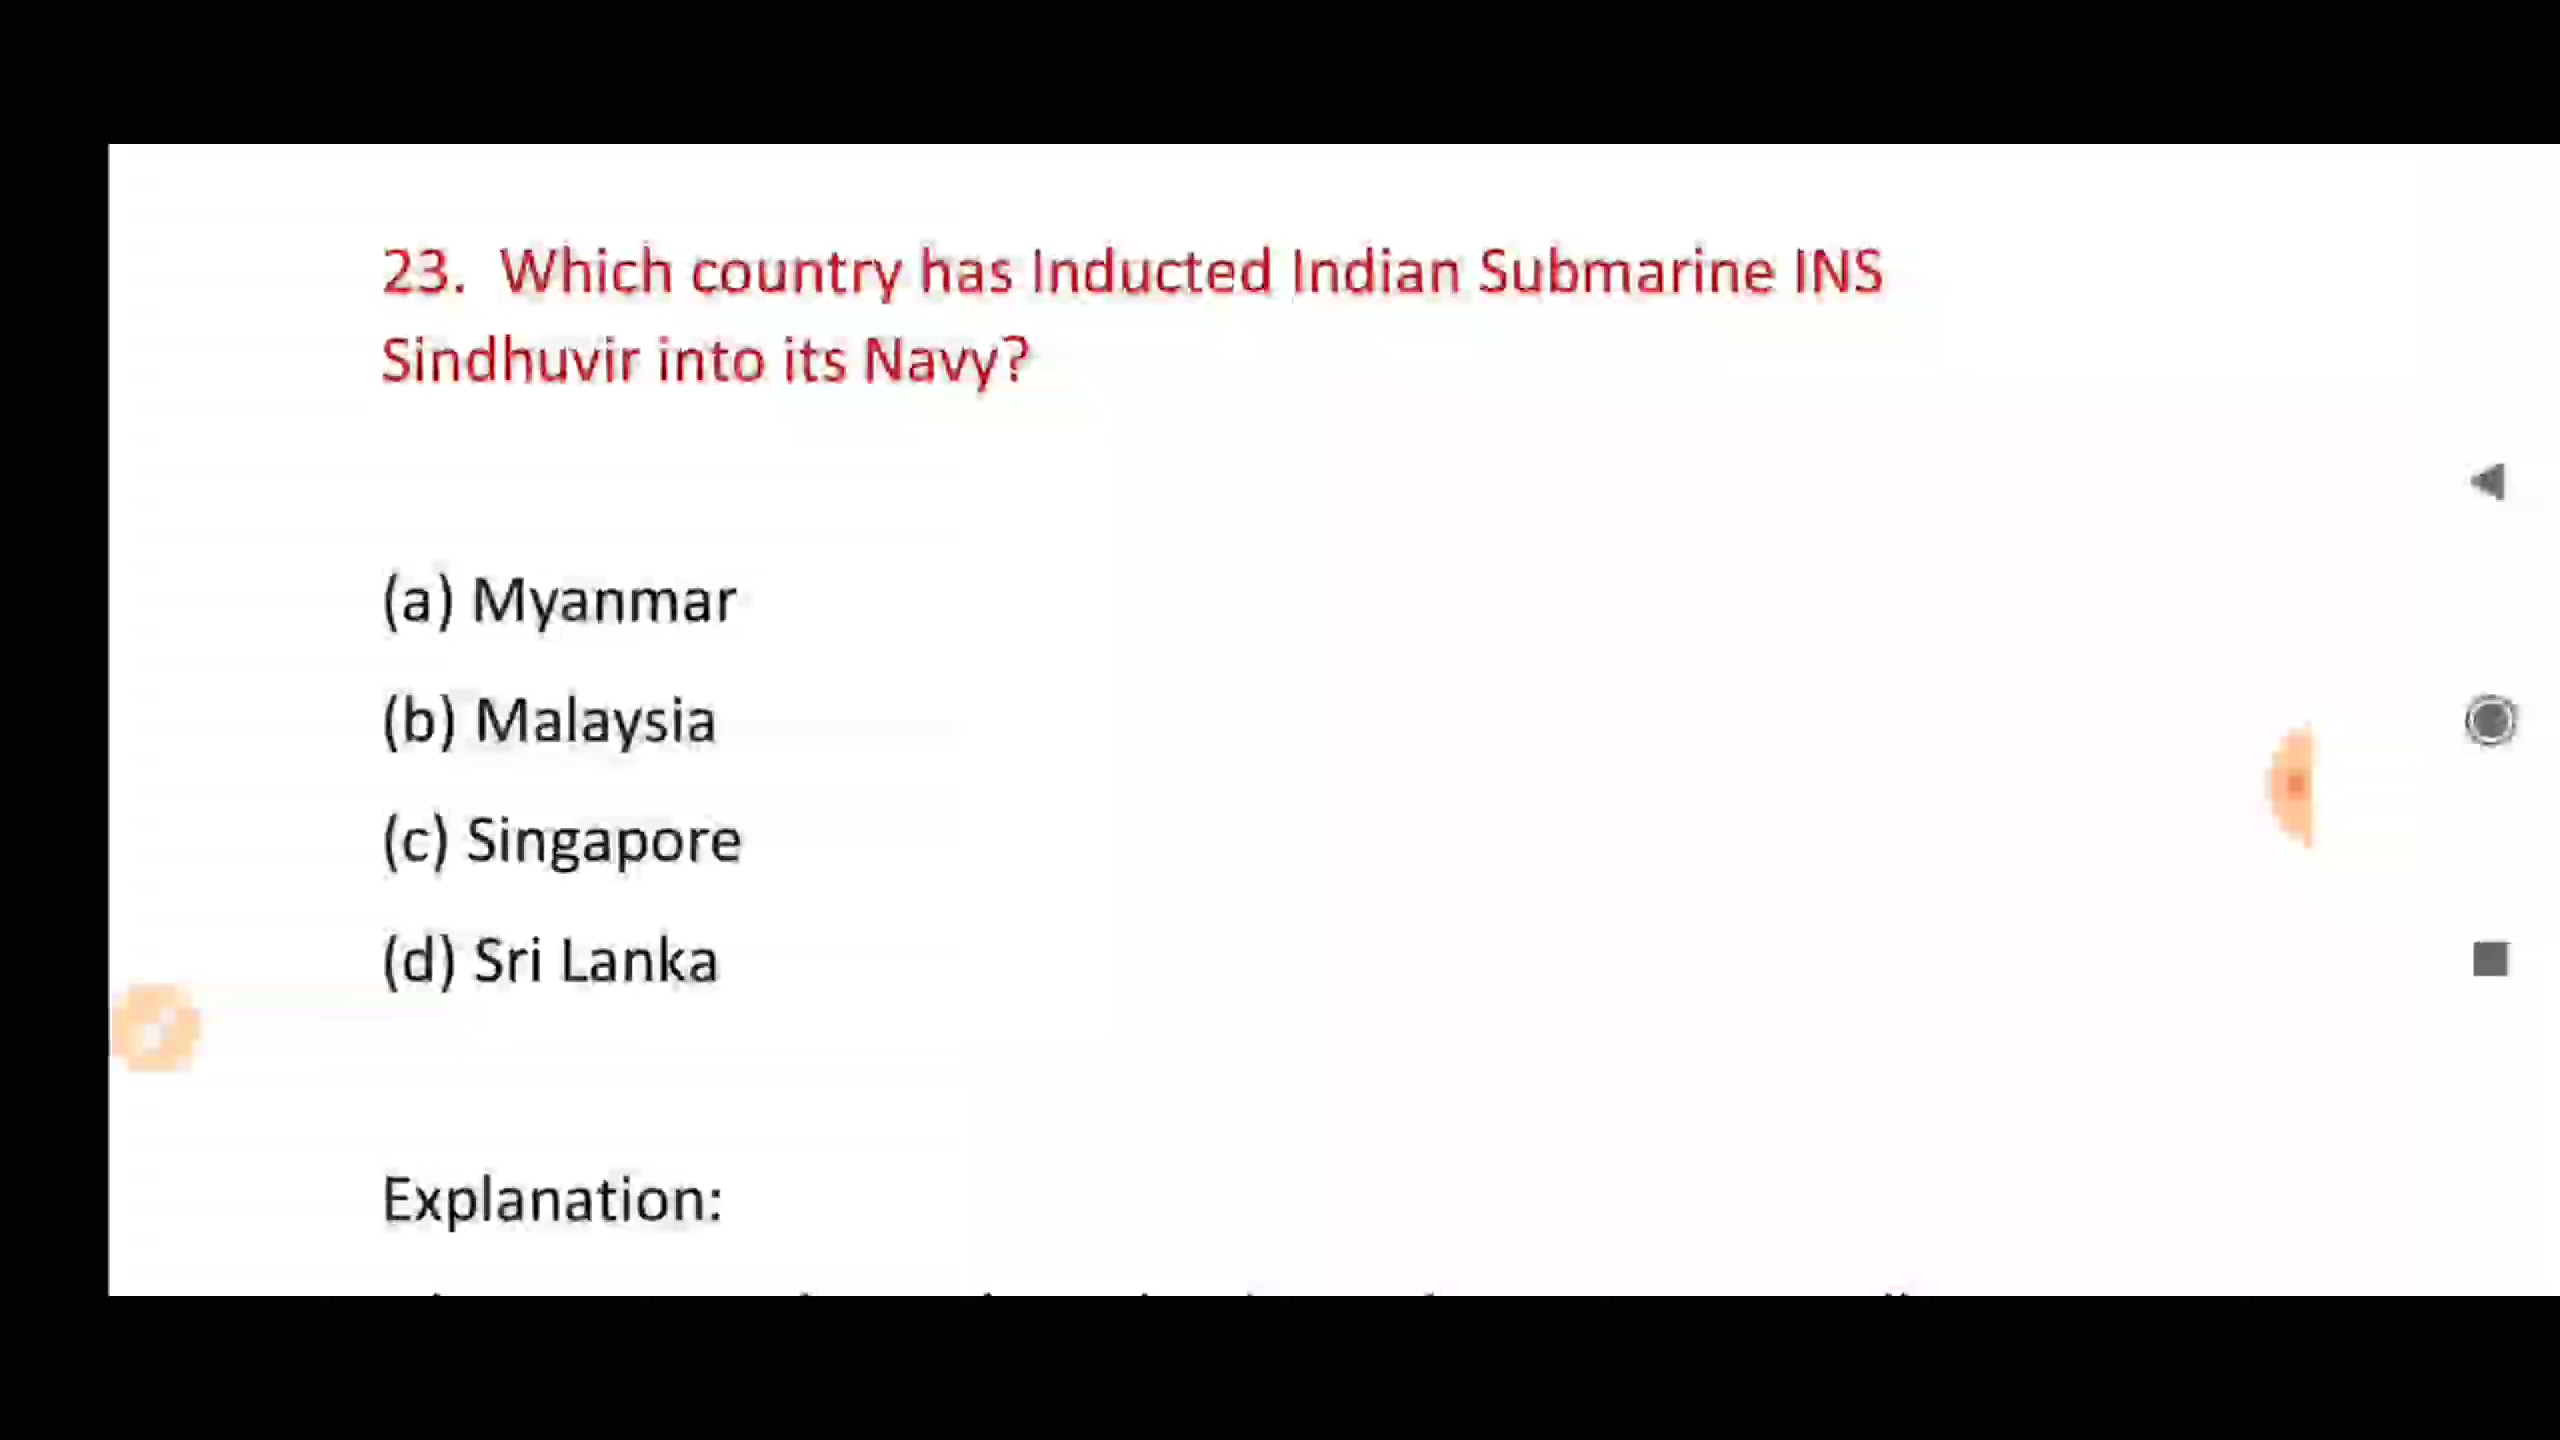 23. Which country has Inducted Indian Submarine INS
Sindhuvir into its Navy?
(a) Myanmar
(b) Malaysia
(c) Singapore
(d) Sri Lanka
Explanation: